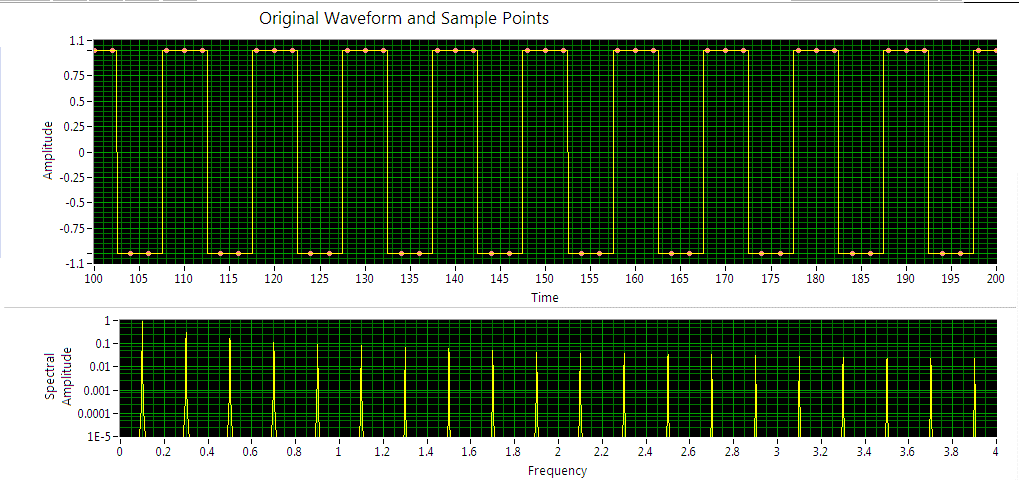 Original Waveform and Sample Points
1.1
0.75
0.5
0.25
0
-0.25
-0.5
-0.75
-1.1
Amplitude
100 105 110 115 120 125 130 135 140 145 150 155 160 165 170 175 180 185 190 195 200
Time
1
0.1
0.01
0.001
0.0001
1E-5
Spectral
Amplitude
0 0.2 0.4 0.6 0.8 1 1.2 1.4 1.6 1.8 2 2.2 2.4 2.6 2.8 3 3.2 3.4 3.6 3.8 4
Frequency